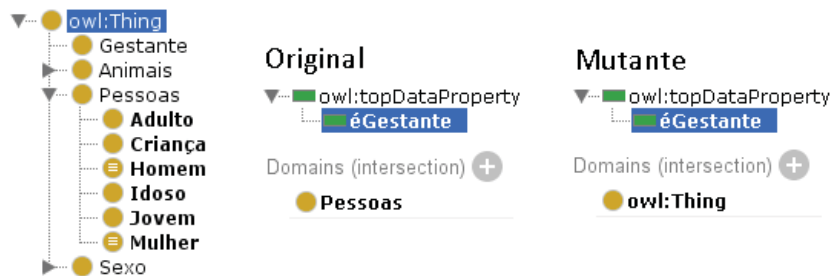 owl:Thing
Gestante
Animais
Pessoas
Adulto
Criança
Homem
Idoso
Jovem
Mulher
Sexo
Original
owl:topDataProperty
éGestante
Domains (intersection)
Pessoas
Mutante
owl:topDataProperty
éGestante
Domains (intersection)
owl:Thing